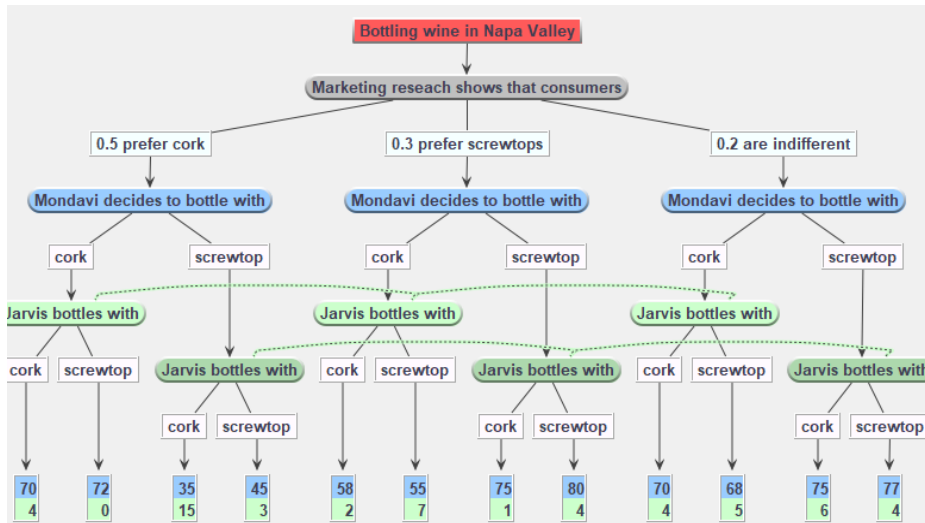 Bottling wine in Napa Valley
Marketing reseach shows that consumers
0.5 prefer cork
0.3 prefer screwtops
0.2 are indifferent
Mondavi decides to bottle with
Mondavi decides to bottle with
Mondavi decides to bottle with
cork
screwtop
cork
screwtop
cork
screwtop
Jarvis bottles with
Jarvis bottles with
Jarvis bottles with
cork
screwtop
Jarvis bottles with
cork
screwtop
Jarvis bottles with
cork
screwtop
Jarvis bottles with
cork
screwtop
cork
screwtop
cork
screwtop
70 72 35 45 58 55 75 80 70 68 75 77
4 0 15 3 2 7 1 4 4 5 6 4